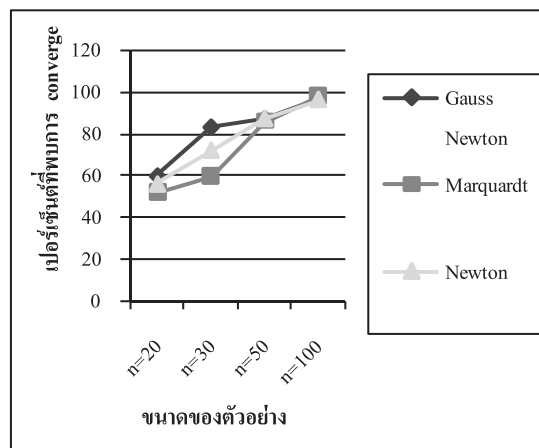 120
100
80
60
40
20
0
เปอร์เซ็นต์ที่พบการ converge
n=20
n=30
n=50
n=100
ขนาดของตัวอย่าง
Gauss
Newton
Marquardt
Newton